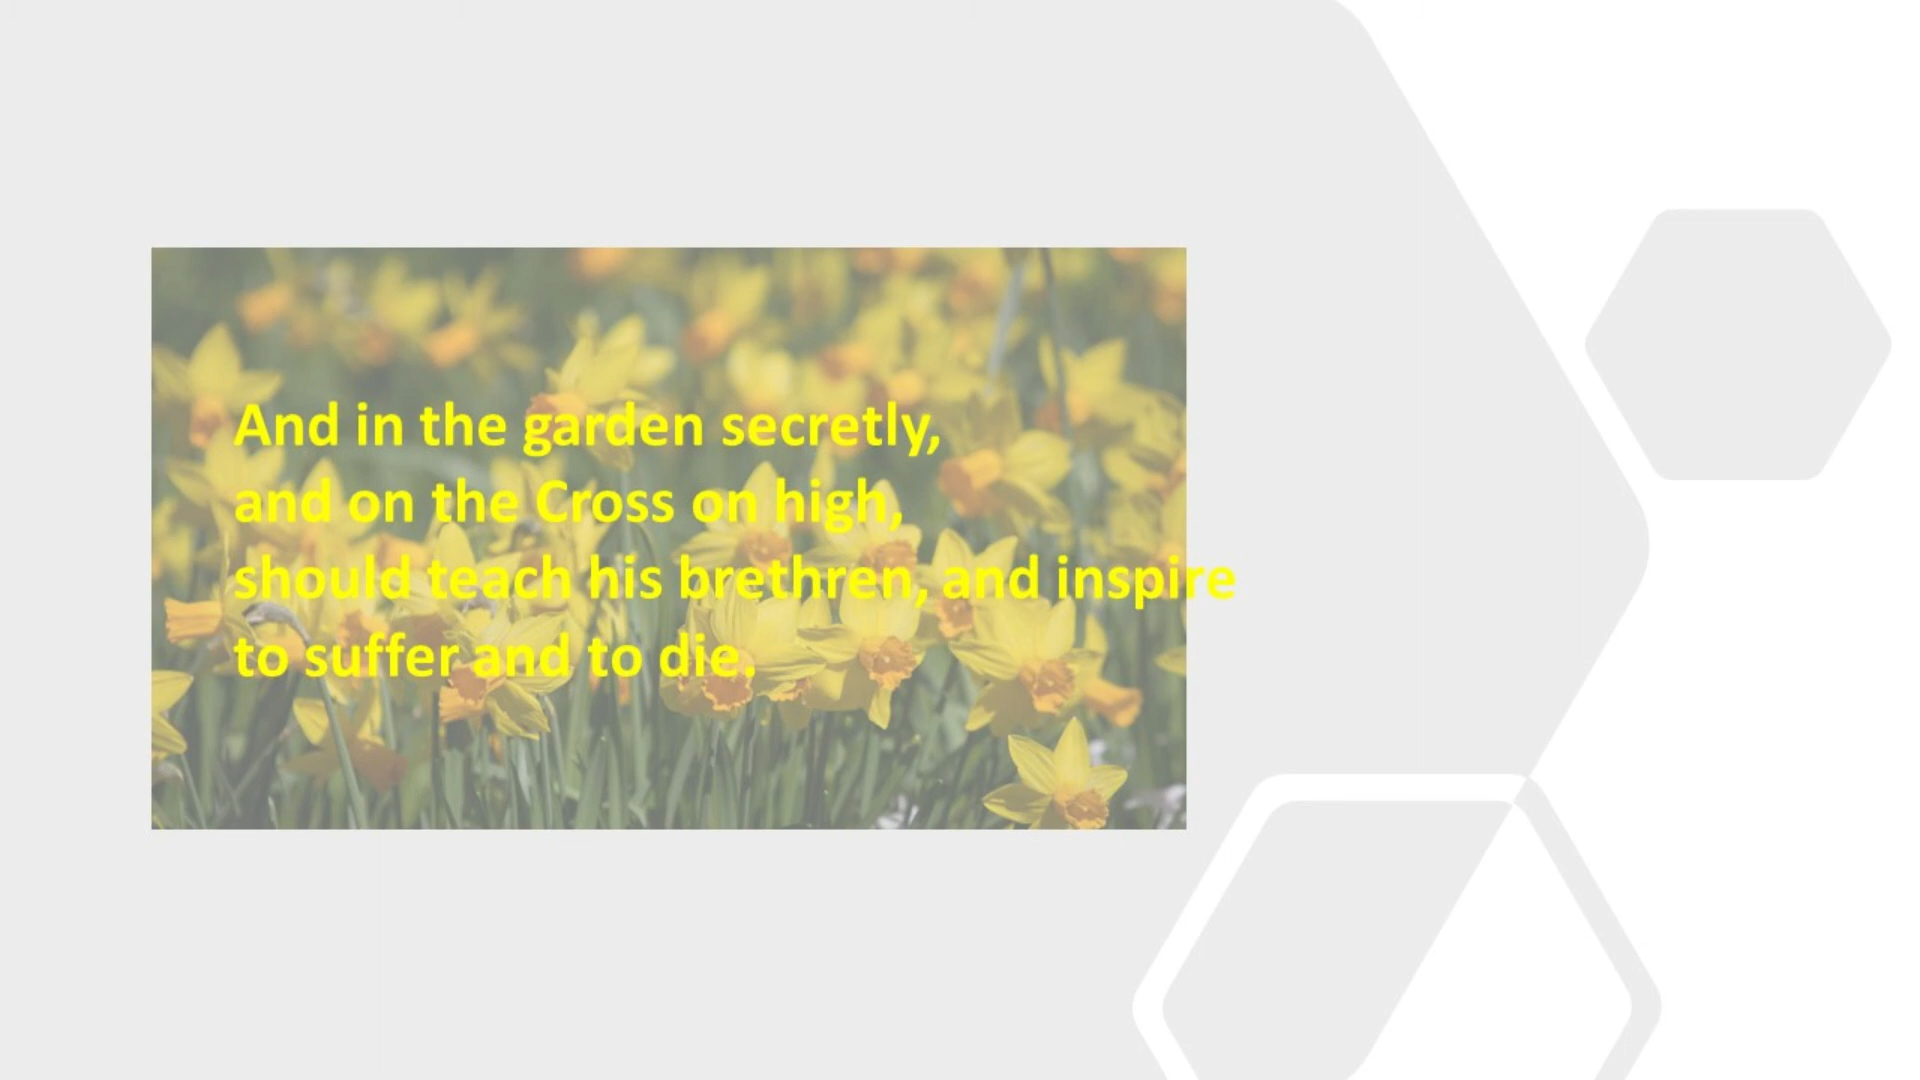 And in the garden secretly,
and on the Cross on high,
should teach his brethren, and inspire
to suffer and to die.